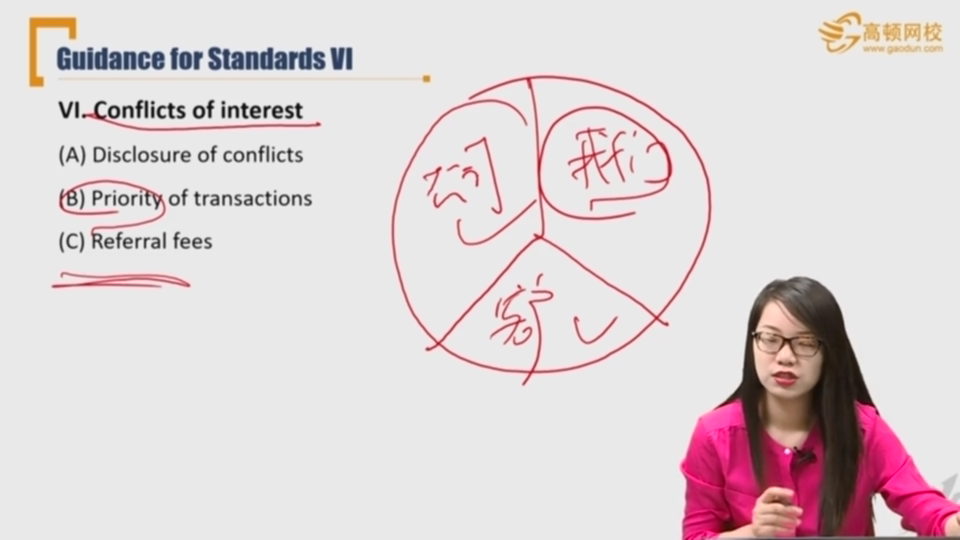 Guidance for Standards VI
高顿网校
www.gaodun.com
VI. Conflicts of interest
(A) Disclosure of conflicts
(B) Priority of transactions
(C) Referral fees
公司
我们
客户